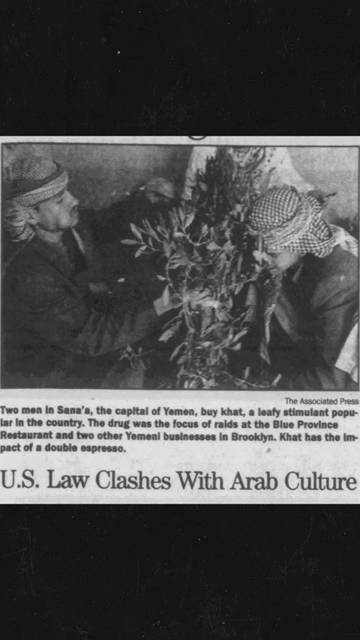 The Associated Press
Two men in Sana'a, the capital of Yemen, buy khat, a leafy stimulant popu-
lar in the country. The drug was the focus of raids at the Blue Province
Restaurant and two other Yemeni businesses in Brooklyn. Khat has the im-
pact of a double espresso.
U.S. Law Clashes With Arab Culture